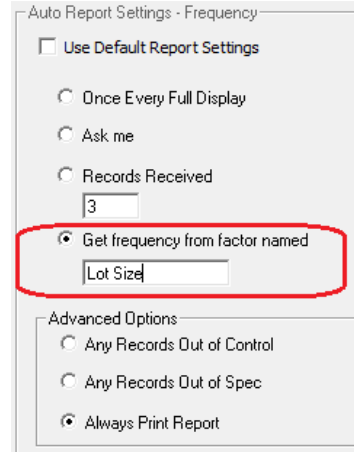 Auto Report Settings - Frequency
Use Default Report Settings
Once Every Full Display
Ask me
Records Received
3
Get frequency from factor named
Lot Size
Advanced Options
Any Records Out of Control
Any Records Out of Spec
Always Print Report